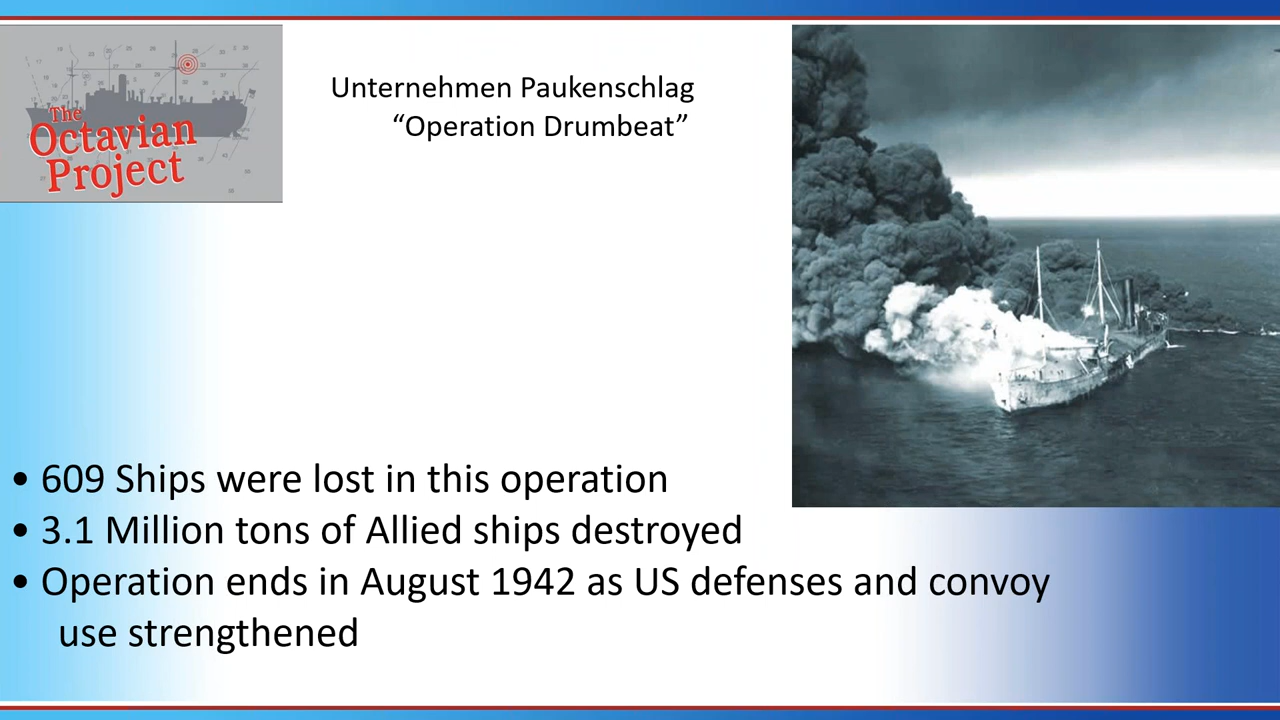 The
Octavian
Project
Unternehmen Paukenschlag
“Operation Drumbeat”
• 609 Ships were lost in this operation
• 3.1 Million tons of Allied ships destroyed
• Operation ends in August 1942 as US defenses and convoy
use strengthened